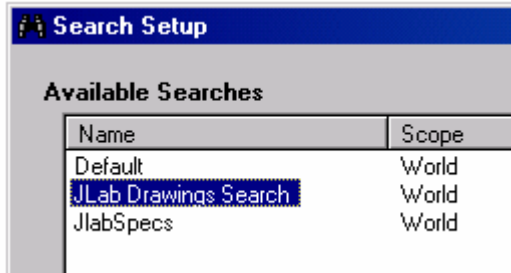 Search Setup
Available Searches
Name Scope
Default World
JLab Drawings Search World
JlabSpecs World